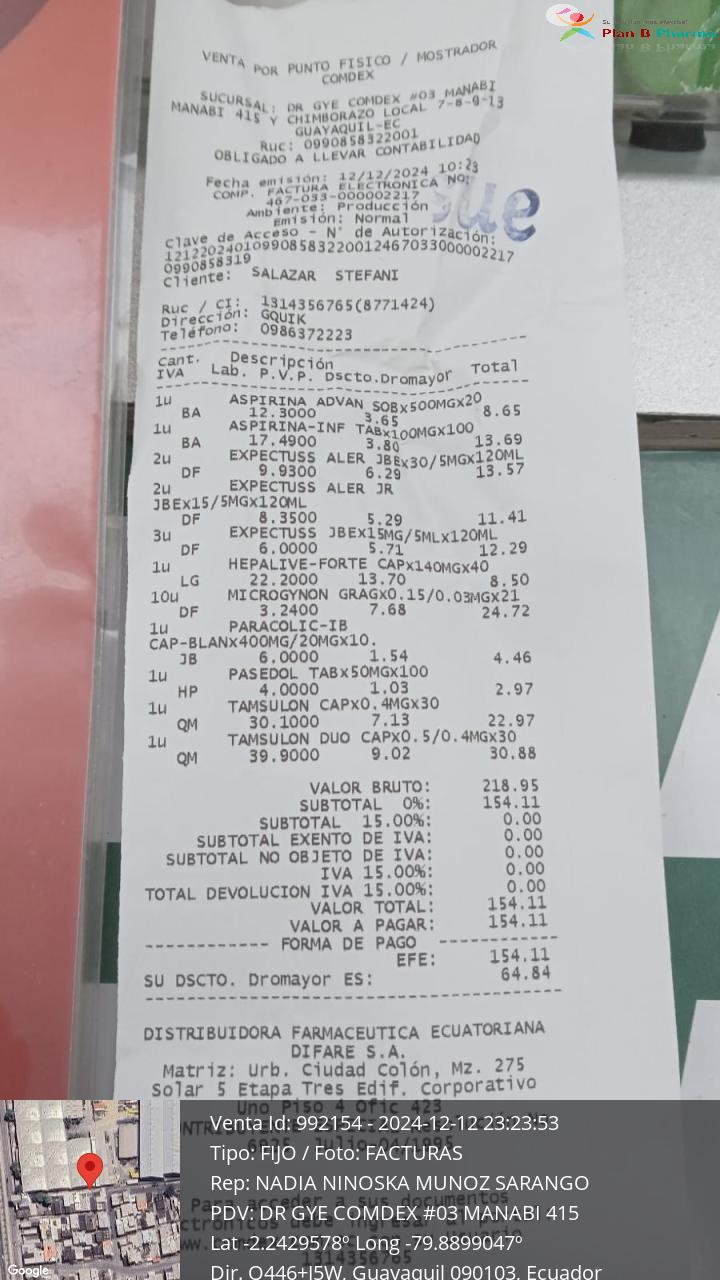 Plan B Pharma
VENTA POR PUNTO FISICO / MOSTRADOR
COMDEX
SUCURSAL: DR GYE COMDEX #03 MANABI
MANABI 415 Y CHIMBORAZO LOCAL 7-8-9-13
GUAYAQUIL-EC
Ruc: 0990858322001
OBLIGADO A LLEVAR CONTABILIDAD
Fecha emisión: 12/12/2024 10:23
COMP. FACTURA ELECTRONICA NO:
467-033-000002217
Ambiente: Producción
Emisión: Normal
Clave de Acceso - N° de Autorización:
1212202401099085832200124670330000022170
0990858319
Cliente: SALAZAR STEFANI
Ruc / CI: 1314356765(8771424)
Dirección: GQUIK
Teléfono: 0986372223
Cant. Descripción
IVA Lab. P.V.P. Dscto.Dromayor Total
1u ASPIRINA ADVAN SOBx500MGx20
BA 12.3000 3.65 8.65
1u ASPIRINA-INF TABx100MGx100
BA 17.4900 3.80 13.69
2u EXPECTUSS ALER JBEx30/5MGx120ML
DF 9.9300 6.29 13.57
2u EXPECTUSS ALER JR
JBEx15/5MGx120ML
DF 8.3500 5.29 11.41
3u EXPECTUSS JBEx15MG/5MLx120ML
DF 6.0000 5.71 12.29
1u HEPALIVE-FORTE CAPx140MGx40
LG 22.2000 13.70 8.50
10u MICROGYNON GRAGx0.15/0.03MGx21
DF 3.2400 7.68 24.72
1u PARACOLIC-IB
CAP-BLANx400MG/20MGx10.
JB 6.0000 1.54 4.46
1u PASEDOL TABx50MGx100
HP 4.0000 1.03 2.97
1u TAMSULON CAPx0.4MGx30
QM 30.1000 7.13 22.97
1u TAMSULON DUO CAPx0.5/0.4MGx30
QM 39.9000 9.02 30.88
VALOR BRUTO: 218.95
SUBTOTAL 0%: 154.11
SUBTOTAL 15.00%: 0.00
SUBTOTAL EXENTO DE IVA: 0.00
SUBTOTAL NO OBJETO DE IVA: 0.00
IVA 15.00%: 0.00
TOTAL DEVOLUCION IVA 15.00%: 0.00
VALOR TOTAL: 154.11
VALOR A PAGAR: 154.11
------------ FORMA DE PAGO ------------
EFE: 154.11
SU DSCTO. Dromayor ES: 64.84
DISTRIBUIDORA FARMACEUTICA ECUATORIANA
DIFARE S.A.
Matriz: Urb. Ciudad Colón, Mz. 275
Solar 5 Etapa Tres Edif. Corporativo
Uno Piso 4 Ofic 423
Venta Id: 992154 - 2024-12-12 23:23:53
Tipo: FIJO / Foto: FACTURAS
Rep: NADIA NINOSKA MUNOZ SARANGO
PDV: DR GYE COMDEX #03 MANABI 415
Lat -2.2429578º Long -79.8899047º
Dir. Q446+J5W, Guayaquil 090103, Ecuador
Para acceder a sus documentos
1314356765
Google